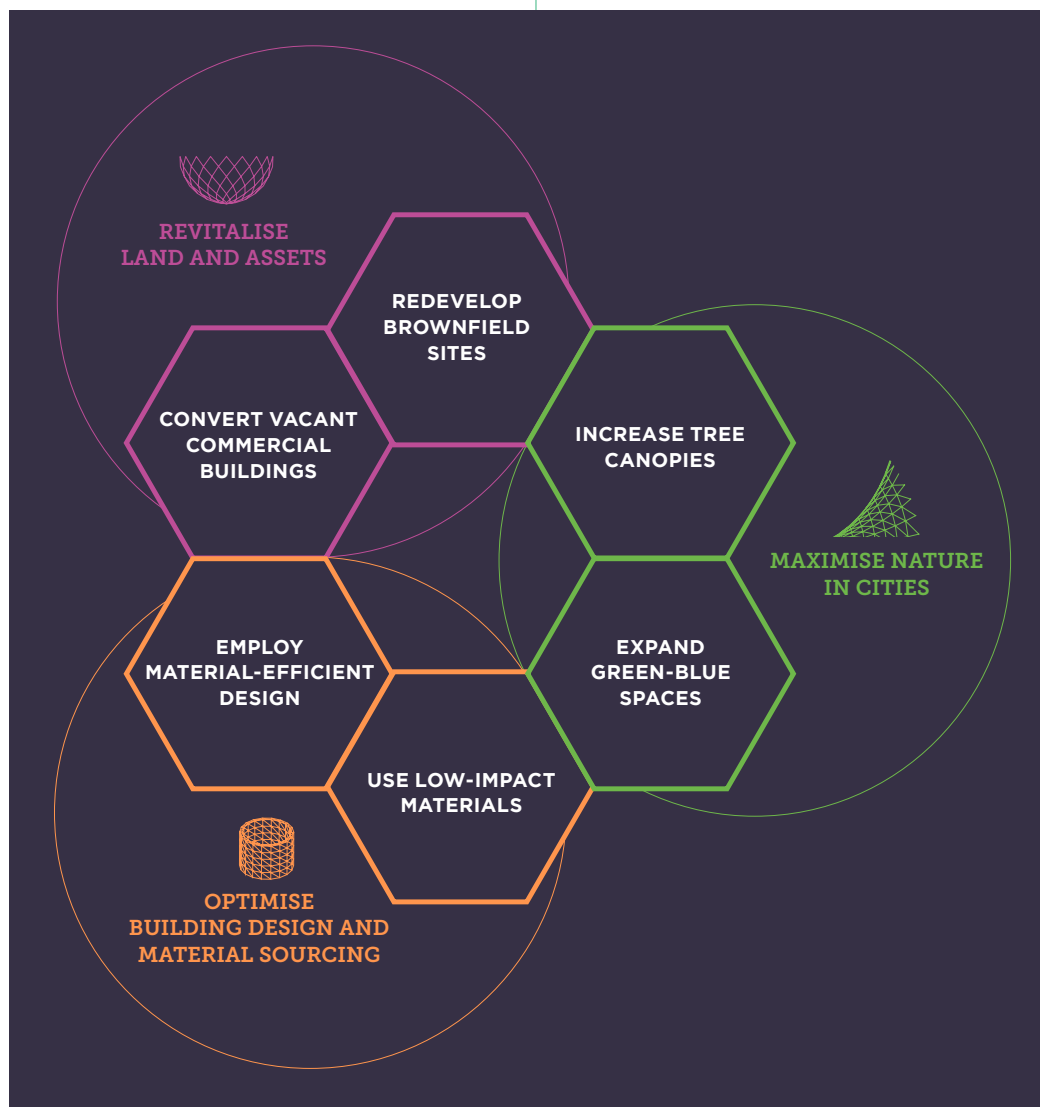 REVITALISE
LAND AND ASSETS
REDEVELOP
BROWNFIELD
SITES
CONVERT VACANT
COMMERCIAL
BUILDINGS
INCREASE TREE
CANOPIES
MAXIMISE NATURE
IN CITIES
EXPAND
GREEN-BLUE
SPACES
EMPLOY
MATERIAL-EFFICIENT
DESIGN
USE LOW-IMPACT
MATERIALS
OPTIMISE
BUILDING DESIGN AND
MATERIAL SOURCING